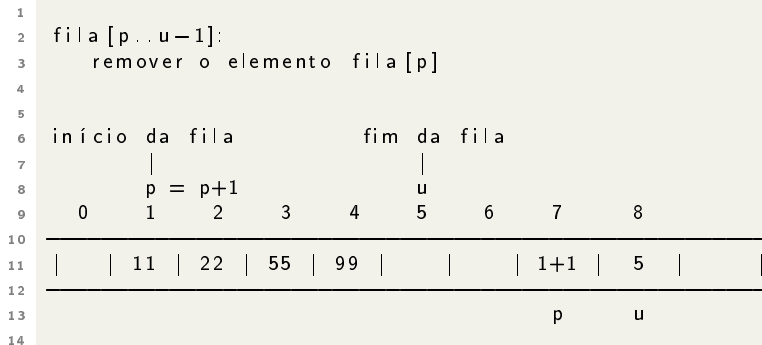 1
2 fila[p..u-1]:
3 remover o elemento fila[p]
4
5
6 início da fila fim da fila
7 | |
8 p = p+1 u
9 0 1 2 3 4 5 6 7 8
10
11 | | 11 | 22 | 55 | 99 | | | 1+1 | 5 | |
12
13 p u
14